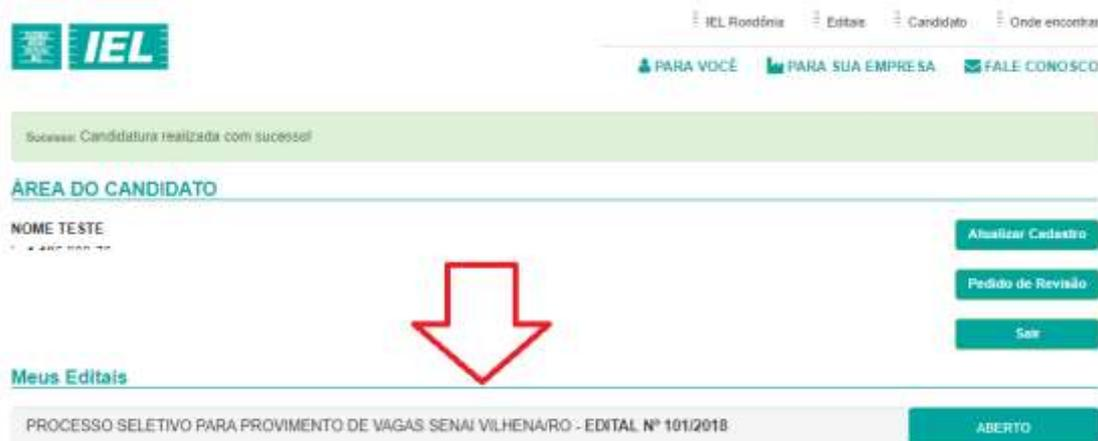 IEL Rondônia Editais Candidato Onde encontrar
IEL
PARA VOCÊ PARA SUA EMPRESA FALE CONOSCO
Sucesso: Candidatura realizada com sucesso!
ÁREA DO CANDIDATO
NOME TESTE
Atualizar Cadastro
Pedido de Revisão
Sair
Meus Editais
PROCESSO SELETIVO PARA PROVIMENTO DE VAGAS SENAI VILHENA/RO - EDITAL Nº 101/2018 ABERTO